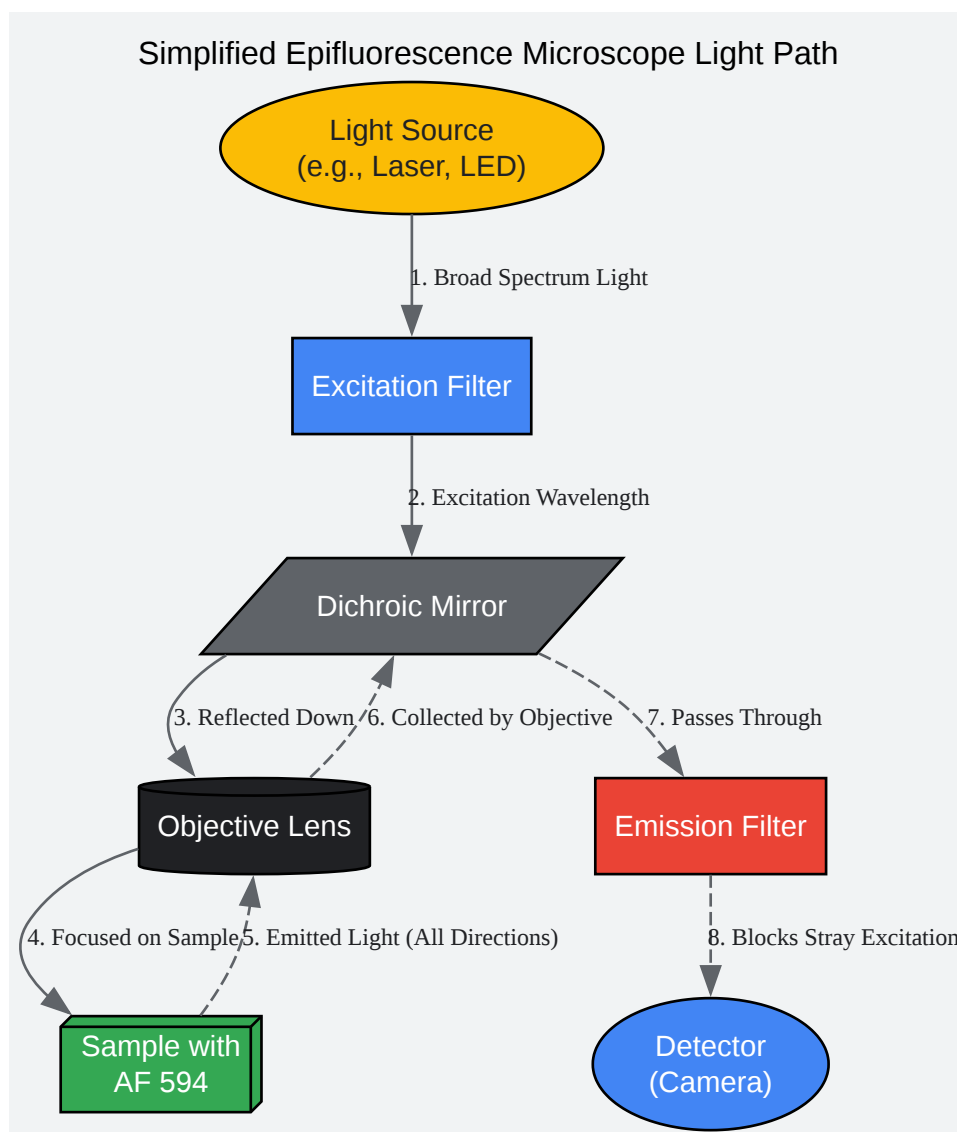 Simplified Epifluorescence Microscope Light Path
Light Source
(e.g., Laser, LED)
1. Broad Spectrum Light
Excitation Filter
2. Excitation Wavelength
Dichroic Mirror
3. Reflected Down
6. Collected by Objective
7. Passes Through
Objective Lens
Emission Filter
4. Focused on Sample
5. Emitted Light (All Directions)
8. Blocks Stray Excitation
Sample with
AF 594
Detector
(Camera)